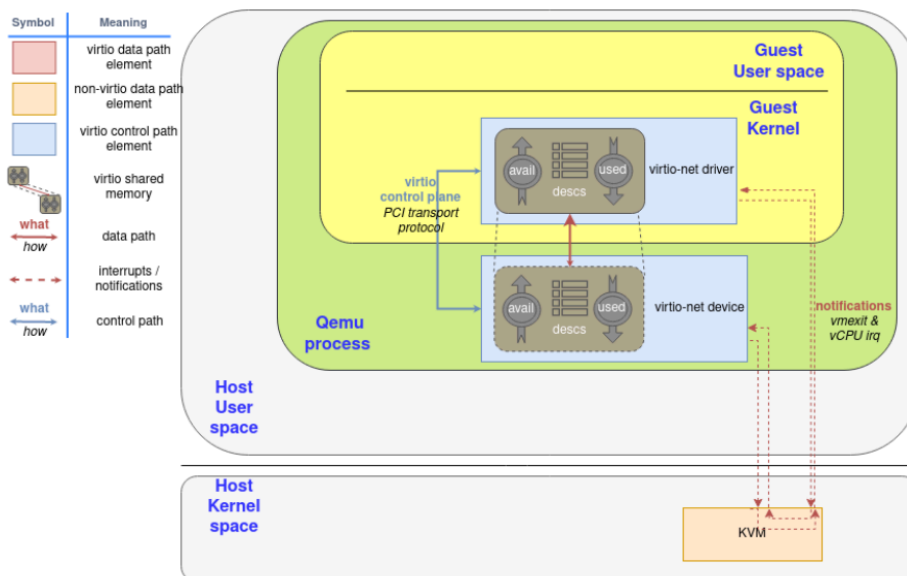 Symbol
Meaning
virtio data path
element
non-virtio data path
element
virtio control path
element
virtio shared
memory
what
how
data path
interrupts /
notifications
what
how
control path
Guest
User space
Guest
Kernel
avail
used
descs
virtio-net driver
virtio
control plane
PCI transport
protocol
avail
used
descs
virtio-net device
Qemu
process
notifications
vmexit &
vCPU irq
Host
User
space
Host
Kernel
space
KVM